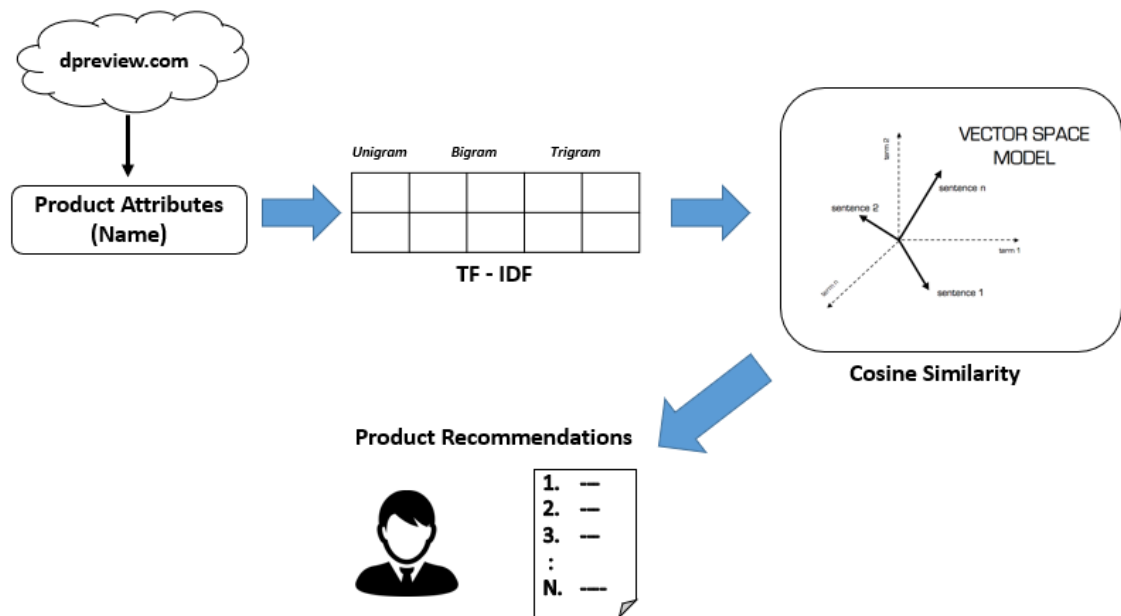 dpreview.com
Product Attributes
(Name)
Unigram Bigram Trigram
TF - IDF
VECTOR SPACE
MODEL
term 2
sentence n
sentence 2
term 1
term n
sentence 1
Cosine Similarity
Product Recommendations
1. ---
2. ---
3. ---
:
N. ----